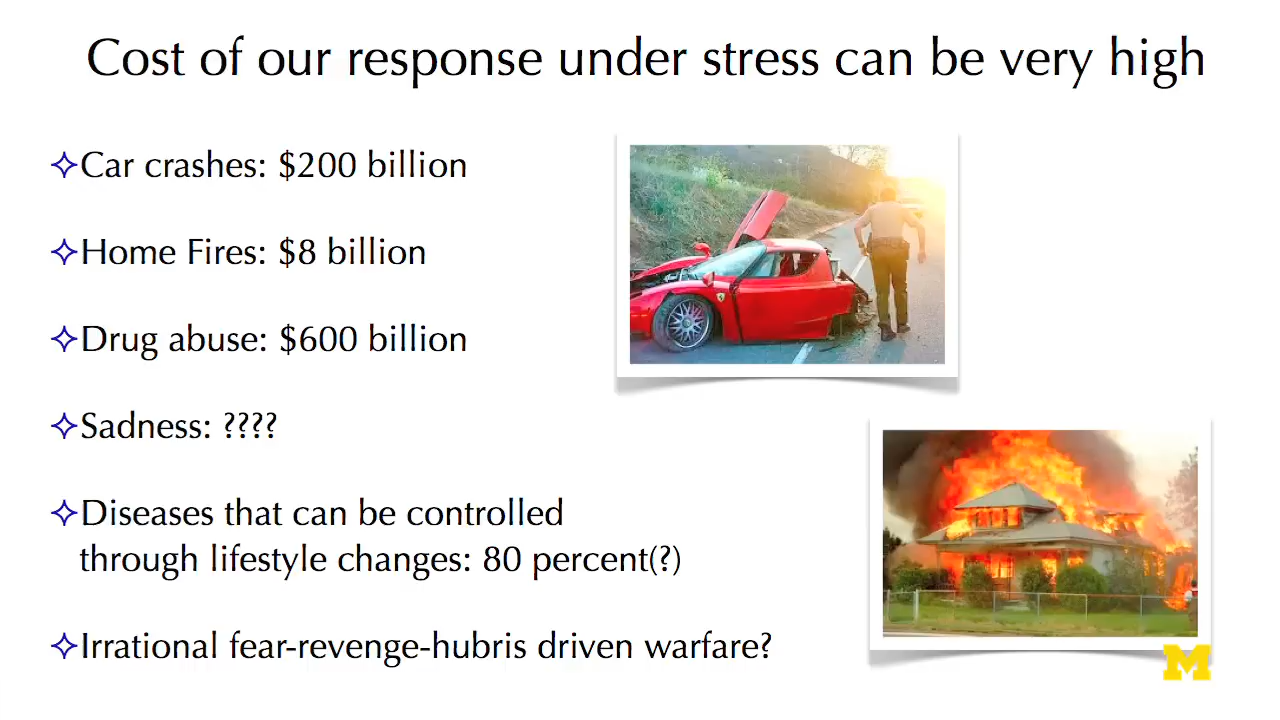 Cost of our response under stress can be very high
✧Car crashes: $200 billion
✧Home Fires: $8 billion
✧Drug abuse: $600 billion
✧Sadness: ????
✧Diseases that can be controlled
through lifestyle changes: 80 percent(?)
✧Irrational fear-revenge-hubris driven warfare?
M